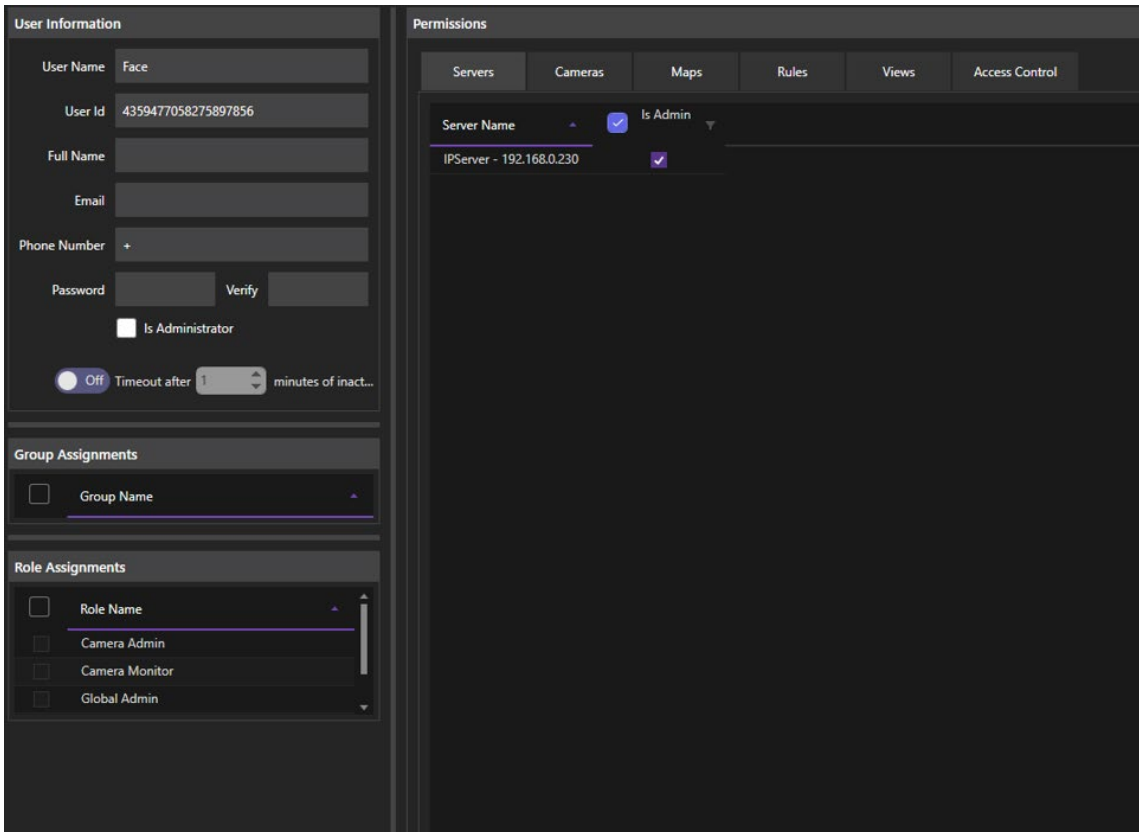 User Information
User Name Face
User Id 4359477058275897856
Full Name
Email
Phone Number +
Password Verify
Is Administrator
Off Timeout after 1 minutes of inact...
Group Assignments
Group Name
Role Assignments
Role Name
Camera Admin
Camera Monitor
Global Admin
Permissions
Servers Cameras Maps Rules Views Access Control
Server Name Is Admin
IPServer - 192.168.0.230